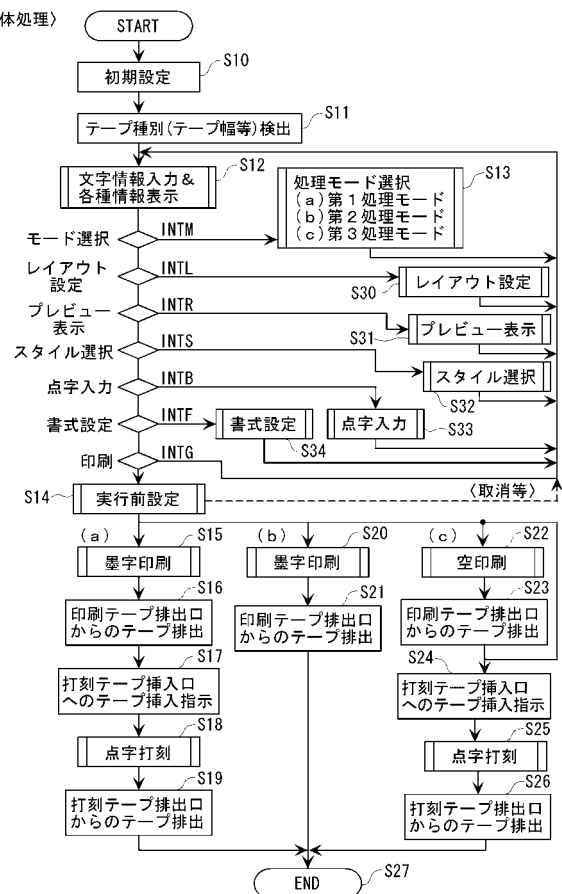 体処理〉
START
S10
初期設定
S11
テープ種別(テープ幅等)検出
S12
文字情報入力&
各種情報表示
S13
処理モード選択
(a)第1処理モード
(b)第2処理モード
(c)第3処理モード
モード選択
INTM
レイアウト
設定
INTL
S30
レイアウト設定
プレビュー
表示
INTR
S31
プレビュー表示
スタイル選択
INTS
S32
スタイル選択
点字入力
INTB
点字入力
S33
書式設定
INTF
書式設定
S34
印刷
INTG
S14
実行前設定
〈取消等〉
(a)
S15
墨字印刷
S16
印刷テープ排出口
からのテープ排出
S17
打刻テープ挿入口
へのテープ挿入指示
S18
点字打刻
S19
打刻テープ排出口
からのテープ排出
(b)
S20
墨字印刷
S21
印刷テープ排出口
からのテープ排出
(c)
S22
空印刷
S23
印刷テープ排出口
からのテープ排出
S24
打刻テープ挿入口
へのテープ挿入指示
S25
点字打刻
S26
打刻テープ排出口
からのテープ排出
S27
END